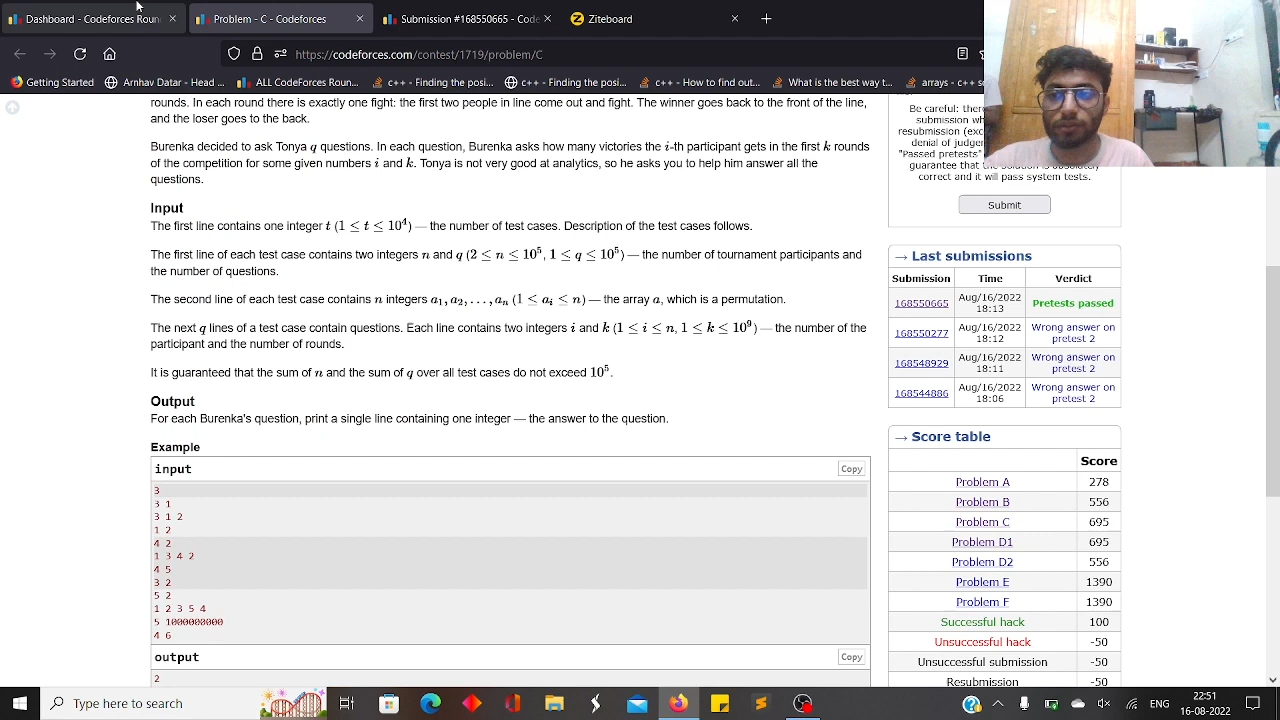 Dashboard - Codeforces Round
Problem - C - Codeforces
Submission #168550665 - Code
Ziteboard
https://codeforces.com/contest/1719/problem/C
Getting Started
Arihav Datar - Head ...
ALL CodeForces Roun...
c++ - Finding the posi...
c++ - How to find out...
What is the best way t...
arrays - c++ s
rounds. In each round there is exactly one fight: the first two people in line come out and fight. The winner goes back to the front of the line,
and the loser goes to the back.
Burenka decided to ask Tonya q questions. In each question, Burenka asks how many victories the i-th participant gets in the first k rounds
of the competition for some given numbers i and k. Tonya is not very good at analytics, so he asks you to help him answer all the
questions.
Input
The first line contains one integer t (1 ≤ t ≤ 10⁴) — the number of test cases. Description of the test cases follows.
The first line of each test case contains two integers n and q (2 ≤ n ≤ 10⁵, 1 ≤ q ≤ 10⁵) — the number of tournament participants and
the number of questions.
The second line of each test case contains n integers a₁, a₂, . . . , aₙ (1 ≤ aᵢ ≤ n) — the array a, which is a permutation.
The next q lines of a test case contain questions. Each line contains two integers i and k (1 ≤ i ≤ n, 1 ≤ k ≤ 10⁹) — the number of the
participant and the number of rounds.
It is guaranteed that the sum of n and the sum of q over all test cases do not exceed 10⁵.
Output
For each Burenka's question, print a single line containing one integer — the answer to the question.
Example
input
Copy
3
3 1
3 1 2
1 2
4 2
1 3 4 2
4 5
3 2
5 2
1 2 3 5 4
5 1000000000
4 6
output
Copy
2
Be careful: there
submission wh
resubmission (exc
denial of judgem
"Passed pretests"
guarantee that the solution is absolutely
correct and it will pass system tests.
Submit
→ Last submissions
Submission Time Verdict
168550665 Aug/16/2022 18:13 Pretests passed
168550277 Aug/16/2022 18:12 Wrong answer on pretest 2
168548929 Aug/16/2022 18:11 Wrong answer on pretest 2
168544886 Aug/16/2022 18:06 Wrong answer on pretest 2
→ Score table
Score
Problem A 278
Problem B 556
Problem C 695
Problem D1 695
Problem D2 556
Problem E 1390
Problem F 1390
Successful hack 100
Unsuccessful hack -50
Unsuccessful submission -50
Resubmission -50
Type here to search
ENG
22:51
16-08-2022